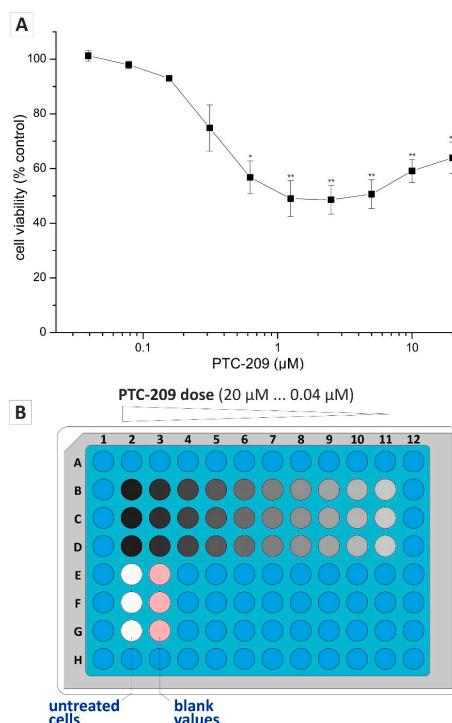 A
100
80
60
40
20
0
cell viability (% control)
* ** ** ** ** *
0.1 1 10
PTC-209 (μM)
PTC-209 dose (20 μM ... 0.04 μM)
B
1 2 3 4 5 6 7 8 9 10 11 12
A
B
C
D
E
F
G
H
untreated blank
cells values